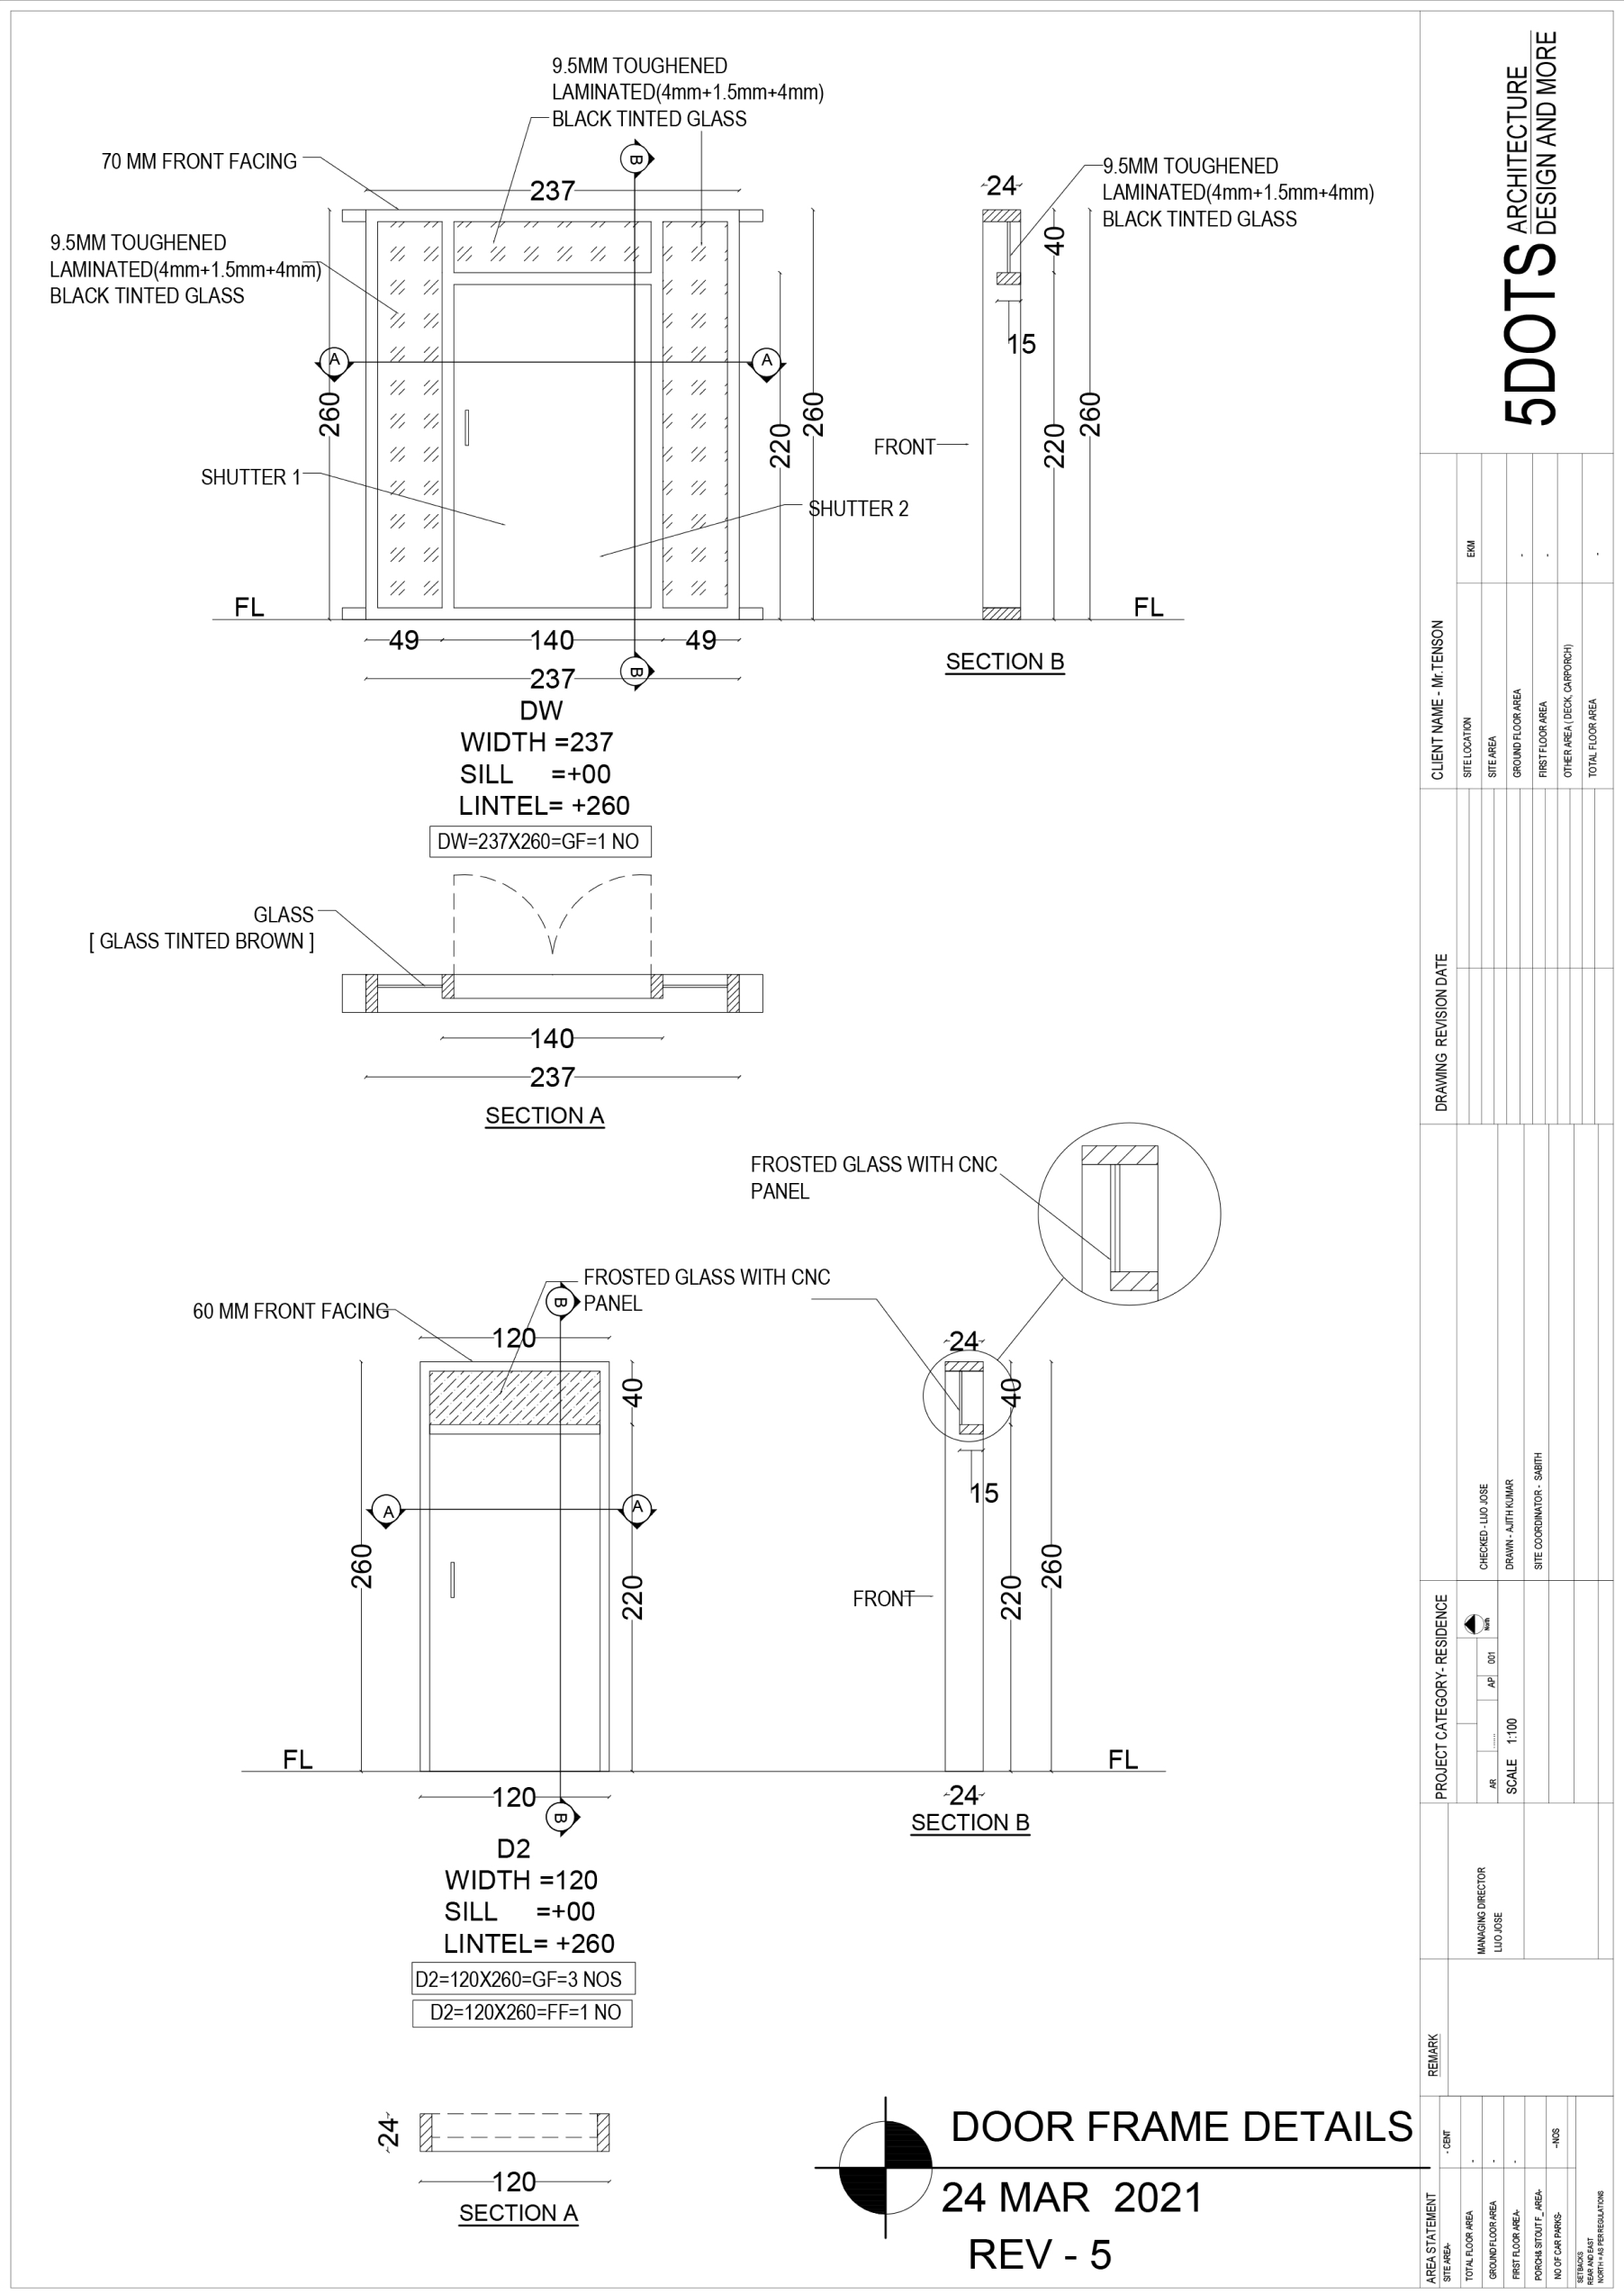 9.5MM TOUGHENED
LAMINATED(4mm+1.5mm+4mm)
BLACK TINTED GLASS
70 MM FRONT FACING
B
237
9.5MM TOUGHENED
LAMINATED(4mm+1.5mm+4mm)
BLACK TINTED GLASS
A
A
260
260
220
SHUTTER 1
SHUTTER 2
FL
49
140
49
237
B
DW
WIDTH =237
SILL =+00
LINTEL= +260
DW=237X260=GF=1 NO
24
9.5MM TOUGHENED
LAMINATED(4mm+1.5mm+4mm)
BLACK TINTED GLASS
40
15
FRONT
220
260
FL
SECTION B
GLASS
[ GLASS TINTED BROWN ]
140
237
SECTION A
FROSTED GLASS WITH CNC
PANEL
FROSTED GLASS WITH CNC
PANEL
60 MM FRONT FACING
B
120
40
A
A
260
220
FL
120
B
D2
WIDTH =120
SILL =+00
LINTEL= +260
D2=120X260=GF=3 NOS
D2=120X260=FF=1 NO
24
40
15
FRONT
220
260
FL
24
SECTION B
24
120
SECTION A
DOOR FRAME DETAILS
24 MAR 2021
REV - 5
5DOTS
ARCHITECTURE
DESIGN AND MORE
CLIENT NAME - Mr.TENSON
SITE LOCATION EKM
SITE AREA
GROUND FLOOR AREA -
FIRST FLOOR AREA -
OTHER AREA ( DECK, CARPORCH)
TOTAL FLOOR AREA -
DRAWING REVISION DATE
CHECKED - LIJO JOSE
DRAWN - AJITH KUMAR
SITE COORDINATOR - SABITH
PROJECT CATEGORY- RESIDENCE
North
AR ...... AP 001
SCALE 1:100
MANAGING DIRECTOR
LIJO JOSE
REMARK
AREA STATEMENT
SITE AREA- - CENT
TOTAL FLOOR AREA -
GROUND FLOOR AREA -
FIRST FLOOR AREA- -
PORCH& SITOUT F_ AREA-
NO OF CAR PARKS- --NOS
SETBACKS
REAR AND EAST
NORTH = AS PER REGULATIONS